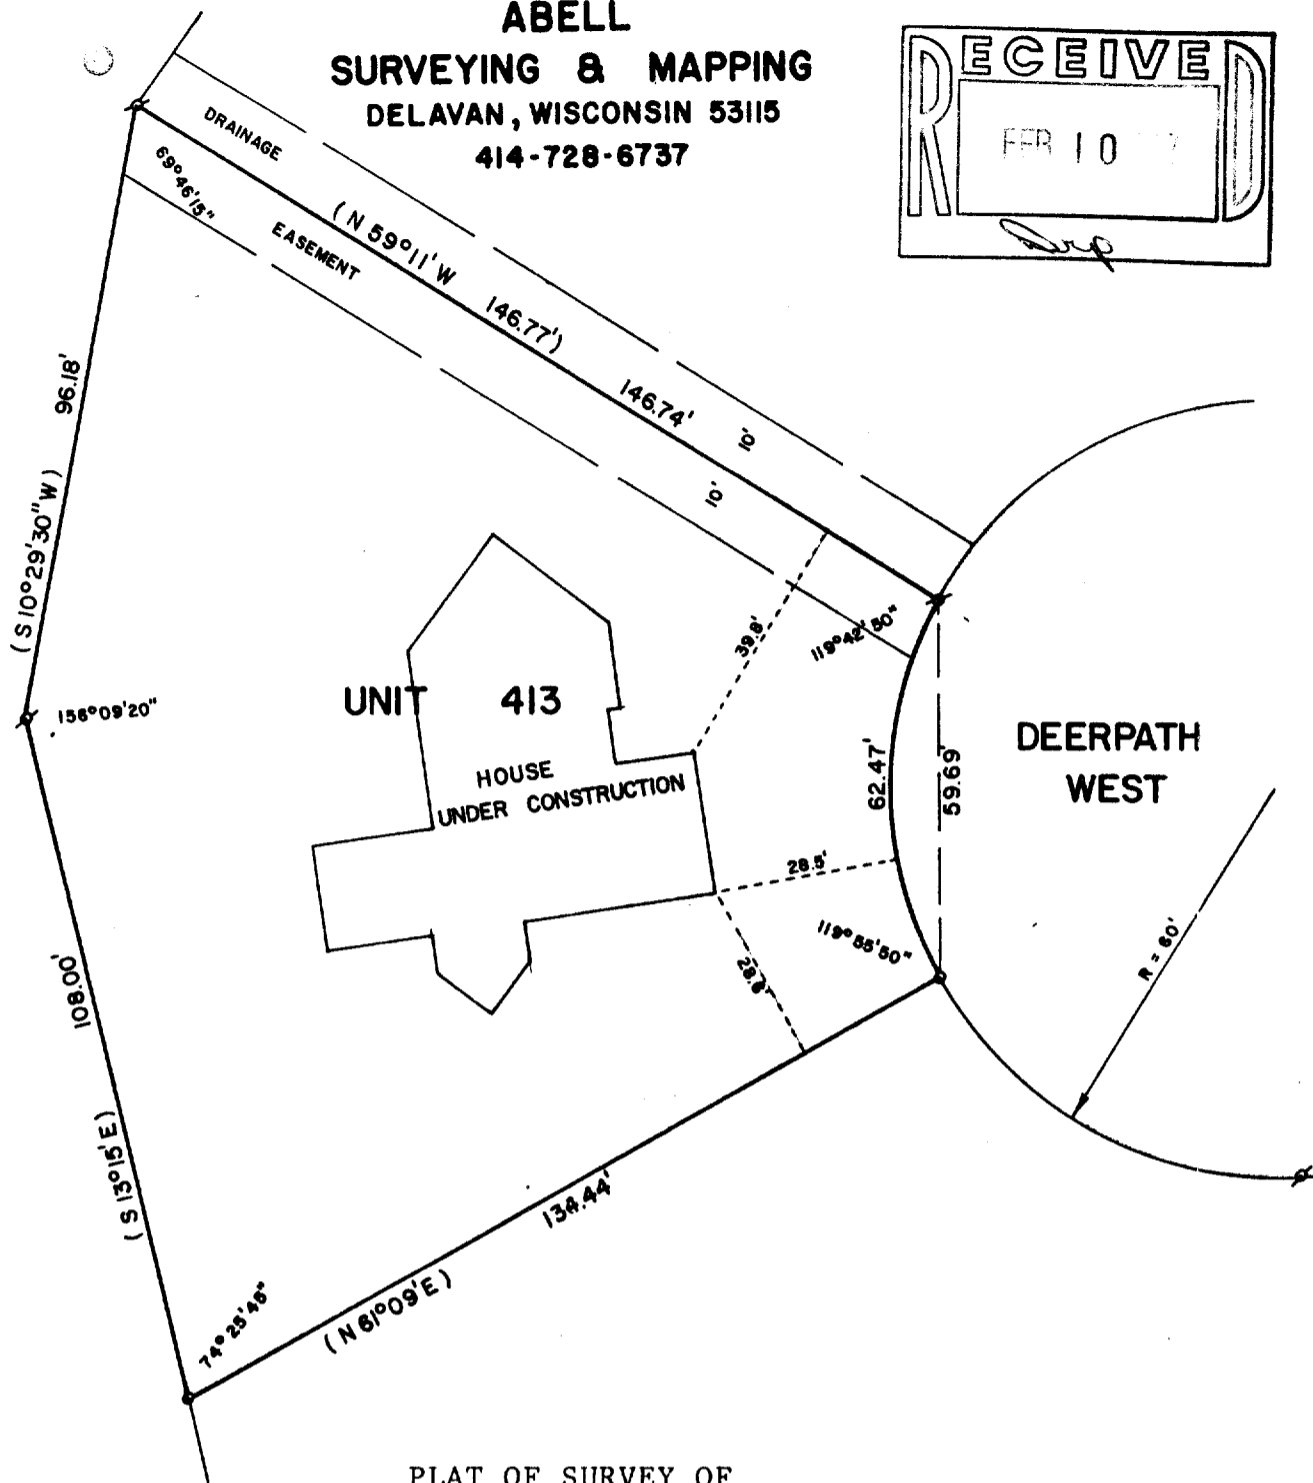 ABELL
SURVEYING & MAPPING
DELAVAN, WISCONSIN 53115
414-728-6737
RECEIVED
FEB 10
DRAINAGE
EASEMENT
69°46'15"
(N 59°11' W 146.77')
146.74'
10'
10'
96.18'
(S 10°29'30" W)
156°09'20"
UNIT 413
HOUSE
UNDER CONSTRUCTION
39.8'
119°42'50"
62.47'
59.69'
DEERPATH
WEST
28.5'
119°55'50"
R = 60'
108.00'
(S 13°15' E)
134.44'
(N 61°09' E)
PLAT OF SURVEY OF